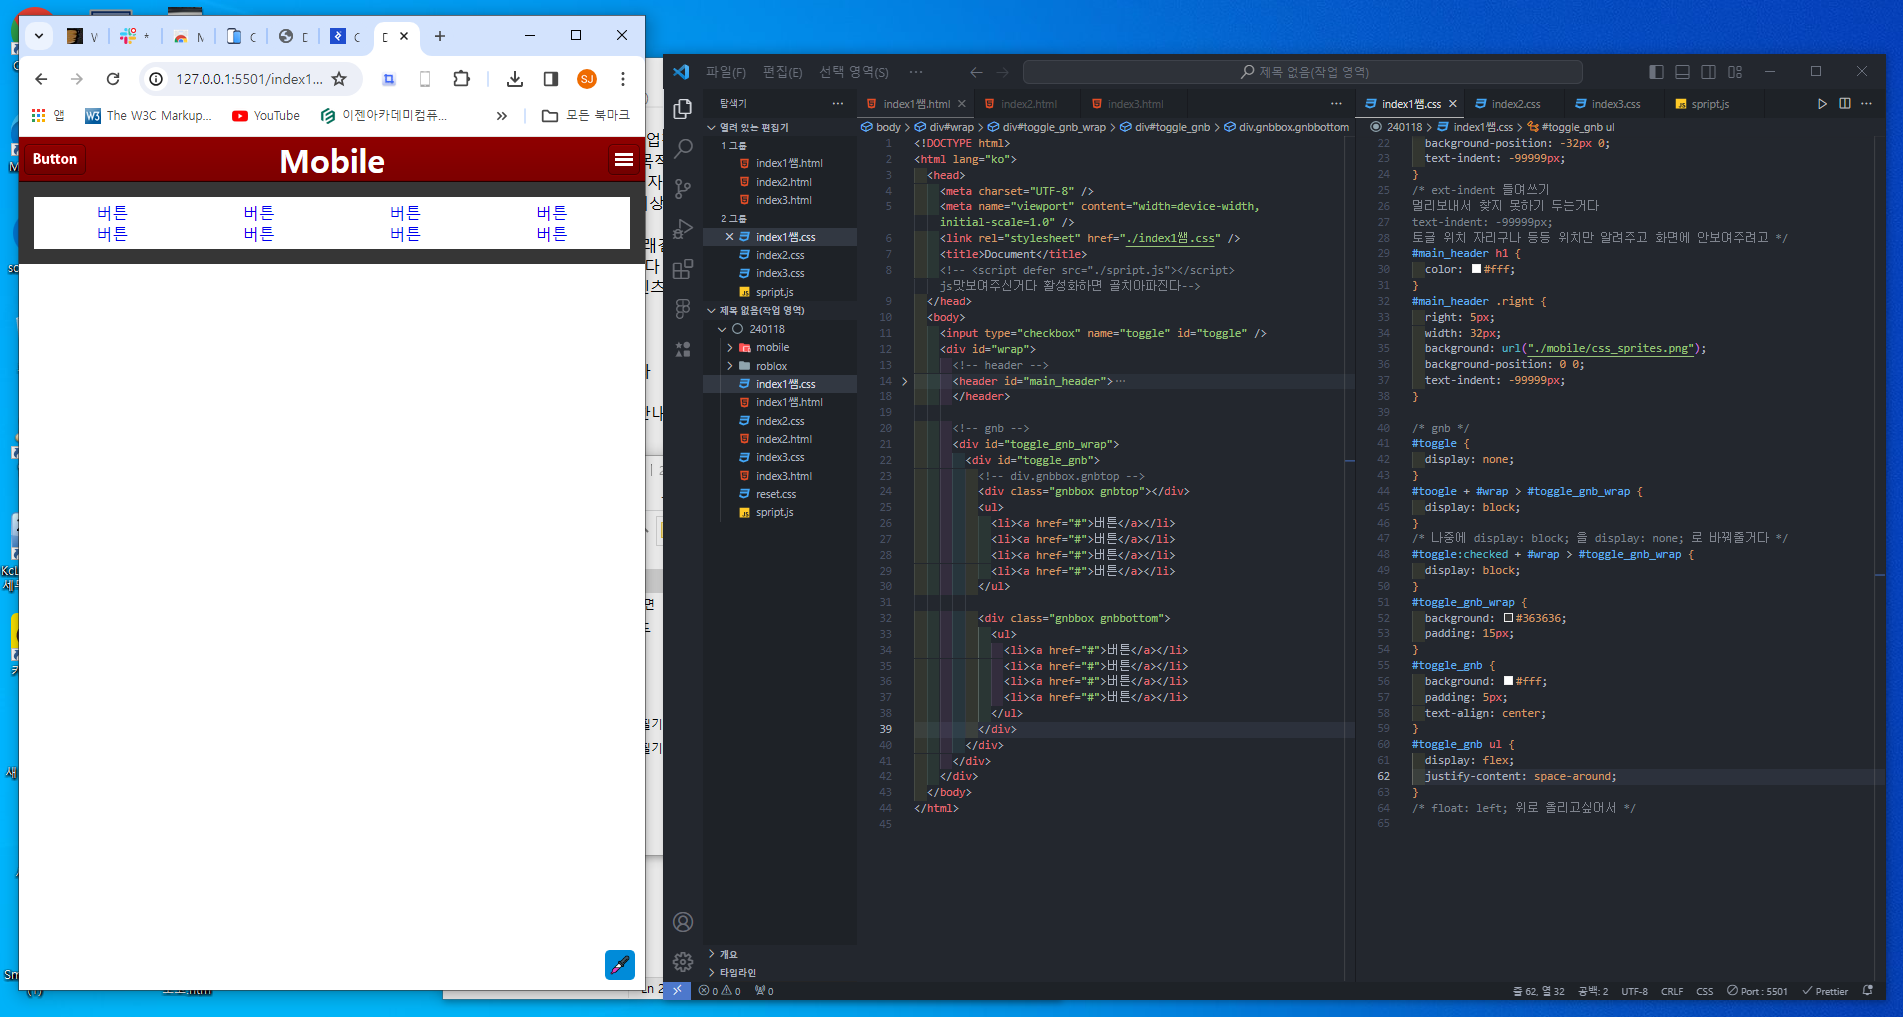 127.0.0.1:5501/index1...
SJ
앱
The W3C Markup...
YouTube
이젠아카데미컴퓨...
모든 북마크
Button
Mobile
버튼 버튼 버튼 버튼
버튼 버튼 버튼 버튼
파일(F) 편집(E) 선택 영역(S) ...
제목 없음(작업 영역)
탐색기
열려 있는 편집기
1 그룹
index1쌤.html
index2.html
index3.html
2 그룹
index1쌤.css
index2.css
index3.css
spript.js
제목 없음(작업 영역)
240118
mobile
roblox
index1쌤.css
index1쌤.html
index2.css
index2.html
index3.css
index3.html
reset.css
spript.js
개요
타임라인
index1쌤.html index2.html index3.html
body > div#wrap > div#toggle_gnb_wrap > div#toggle_gnb > div.gnbbox.gnbbottom
1 <!DOCTYPE html>
2 <html lang="ko">
3 <head>
4 <meta charset="UTF-8" />
5 <meta name="viewport" content="width=device-width,
initial-scale=1.0" />
6 <link rel="stylesheet" href="./index1쌤.css" />
7 <title>Document</title>
8 <!-- <script defer src="./spript.js"></script>
js맛보여주신거다 활성화하면 골치아파진다-->
9 </head>
10 <body>
11 <input type="checkbox" name="toggle" id="toggle" />
12 <div id="wrap">
13 <!-- header -->
14 <header id="main_header">...
18 </header>
19
20 <!-- gnb -->
21 <div id="toggle_gnb_wrap">
22 <div id="toggle_gnb">
23 <!-- div.gnbbox.gnbtop -->
24 <div class="gnbbox gnbtop"></div>
25 <ul>
26 <li><a href="#">버튼</a></li>
27 <li><a href="#">버튼</a></li>
28 <li><a href="#">버튼</a></li>
29 <li><a href="#">버튼</a></li>
30 </ul>
31
32 <div class="gnbbox gnbbottom">
33 <ul>
34 <li><a href="#">버튼</a></li>
35 <li><a href="#">버튼</a></li>
36 <li><a href="#">버튼</a></li>
37 <li><a href="#">버튼</a></li>
38 </ul>
39 </div>
40 </div>
41 </div>
42 </div>
43 </body>
44 </html>
45
index1쌤.css index2.css index3.css spript.js
240118 > index1쌤.css > #toggle_gnb ul
22 background-position: -32px 0;
23 text-indent: -99999px;
24 }
25 /* ext-indent 들여쓰기
26 멀리보내서 찾지 못하기 두는거다
27 text-indent: -99999px;
28 토글 위치 자리구나 등등 위치만 알려주고 화면에 안보여주려고 */
29 #main_header h1 {
30 color: #fff;
31 }
32 #main_header .right {
33 right: 5px;
34 width: 32px;
35 background: url("./mobile/css_sprites.png");
36 background-position: 0 0;
37 text-indent: -99999px;
38 }
39
40 /* gnb */
41 #toggle {
42 display: none;
43 }
44 #toogle + #wrap > #toggle_gnb_wrap {
45 display: block;
46 }
47 /* 나중에 display: block; 을 display: none; 로 바꿔줄거다 */
48 #toggle:checked + #wrap > #toggle_gnb_wrap {
49 display: block;
50 }
51 #toggle_gnb_wrap {
52 background: #363636;
53 padding: 15px;
54 }
55 #toggle_gnb {
56 background: #fff;
57 padding: 5px;
58 text-align: center;
59 }
60 #toggle_gnb ul {
61 display: flex;
62 justify-content: space-around;
63 }
64 /* float: left; 위로 올리고싶어서 */
65
0 0 0
줄 62, 열 32 공백: 2 UTF-8 CRLF CSS Port : 5501 Prettier